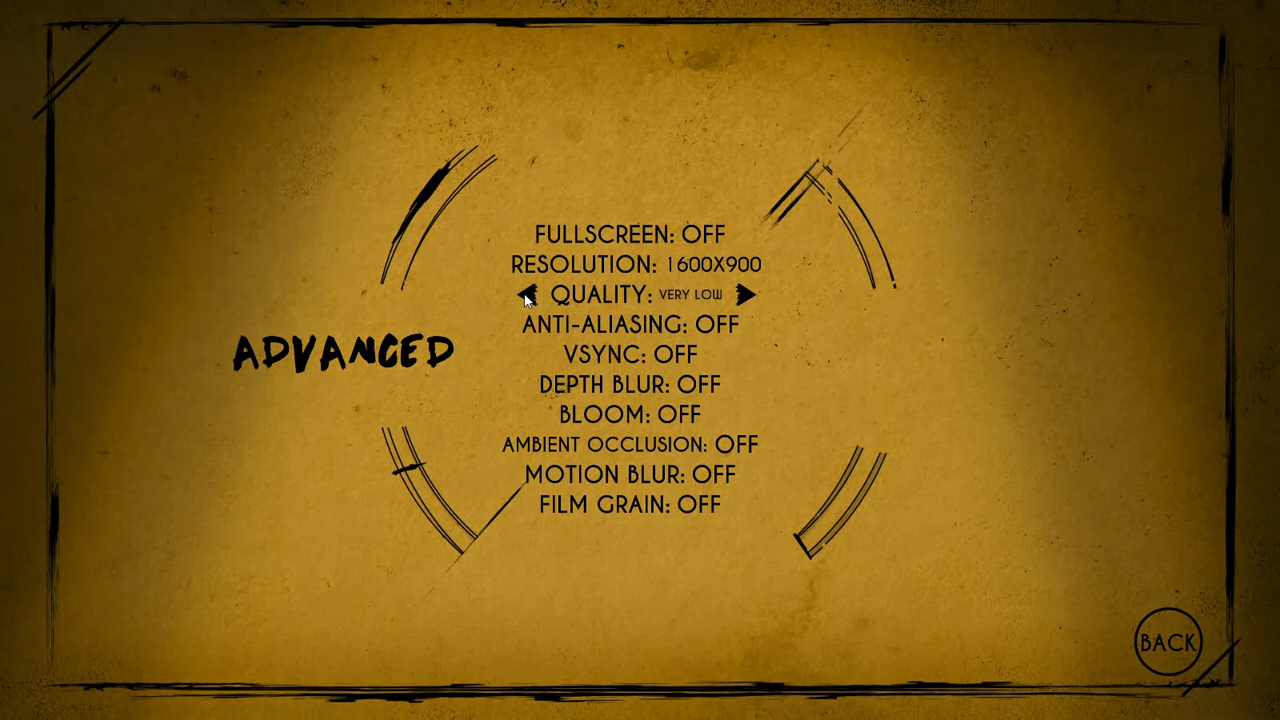 FULLSCREEN: OFF
RESOLUTION: 1600X900
QUALITY: VERY LOW
ANTI-ALIASING: OFF
VSYNC: OFF
ADVANCED
DEPTH BLUR: OFF
BLOOM: OFF
AMBIENT OCCLUSION: OFF
MOTION BLUR: OFF
FILM GRAIN: OFF
BACK